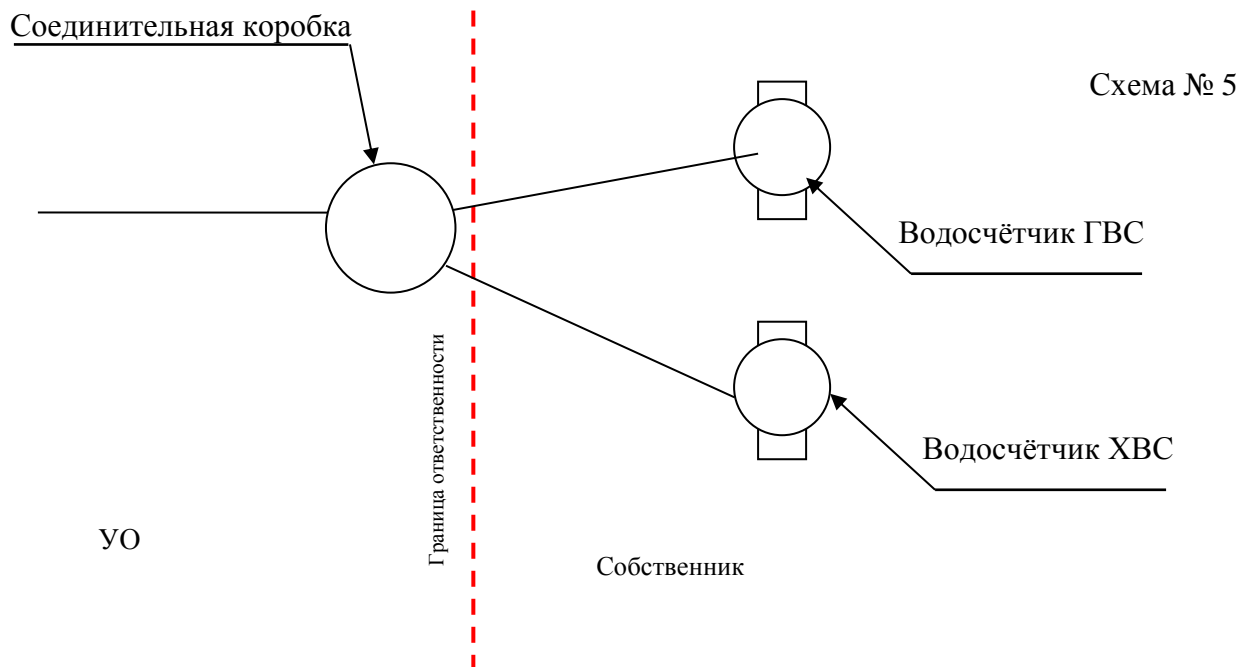 Соединительная коробка
Схема № 5
Водосчётчик ГВС
Водосчётчик ХВС
Граница ответственности
УО
Собственник